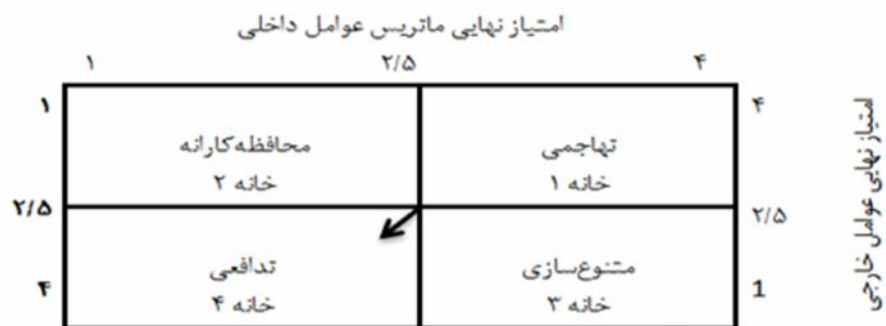 امتیاز نهایی ماتریس عوامل داخلی
۱ ۲/۵ ۴
۱
۴
تهاجمی
خانه ۱
محافظه‌کارانه
خانه ۲
۲/۵
۲/۵
متنوع‌سازی
خانه ۳
تدافعی
خانه ۴
1
۴
امتیاز نهایی عوامل خارجی